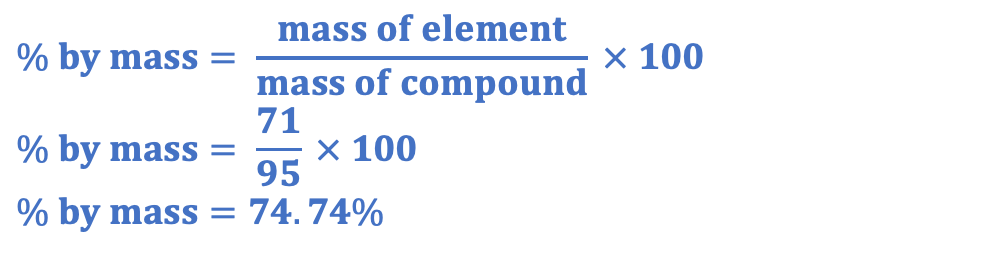 % by mass = mass of element / mass of compound × 100
% by mass = 71 / 95 × 100
% by mass = 74.74%